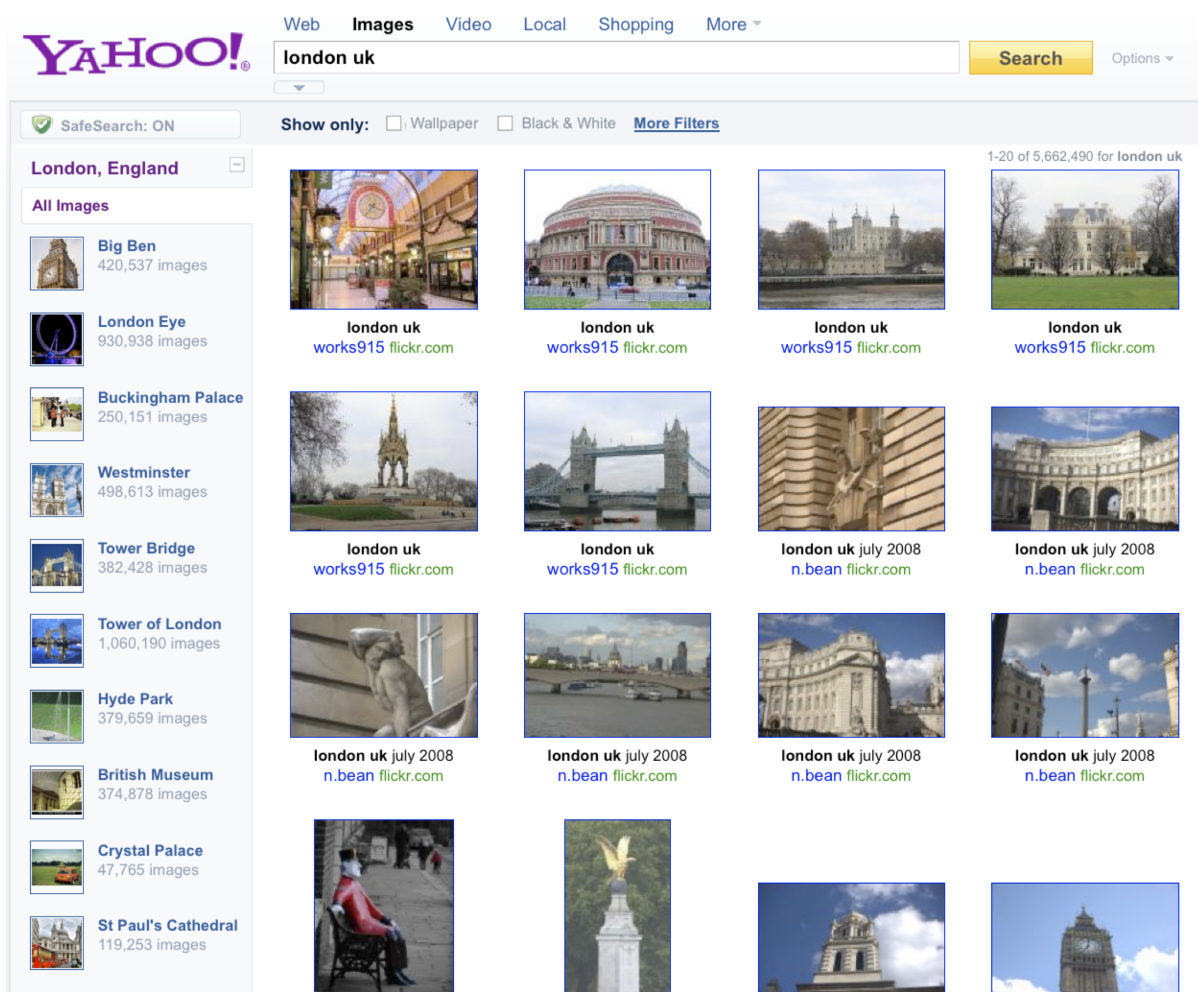 Web Images Video Local Shopping More
YAHOO!®
london uk
Search
Options
SafeSearch: ON
Show only: Wallpaper Black & White More Filters
1-20 of 5,662,490 for london uk
London, England
All Images
Big Ben
420,537 images
London Eye
930,938 images
Buckingham Palace
250,151 images
Westminster
498,613 images
Tower Bridge
382,428 images
Tower of London
1,060,190 images
Hyde Park
379,659 images
British Museum
374,878 images
Crystal Palace
47,765 images
St Paul's Cathedral
119,253 images
london uk london uk london uk london uk
works915 flickr.com works915 flickr.com works915 flickr.com works915 flickr.com
london uk london uk london uk july 2008 london uk july 2008
works915 flickr.com works915 flickr.com n.bean flickr.com n.bean flickr.com
london uk july 2008 london uk july 2008 london uk july 2008 london uk july 2008
n.bean flickr.com n.bean flickr.com n.bean flickr.com n.bean flickr.com